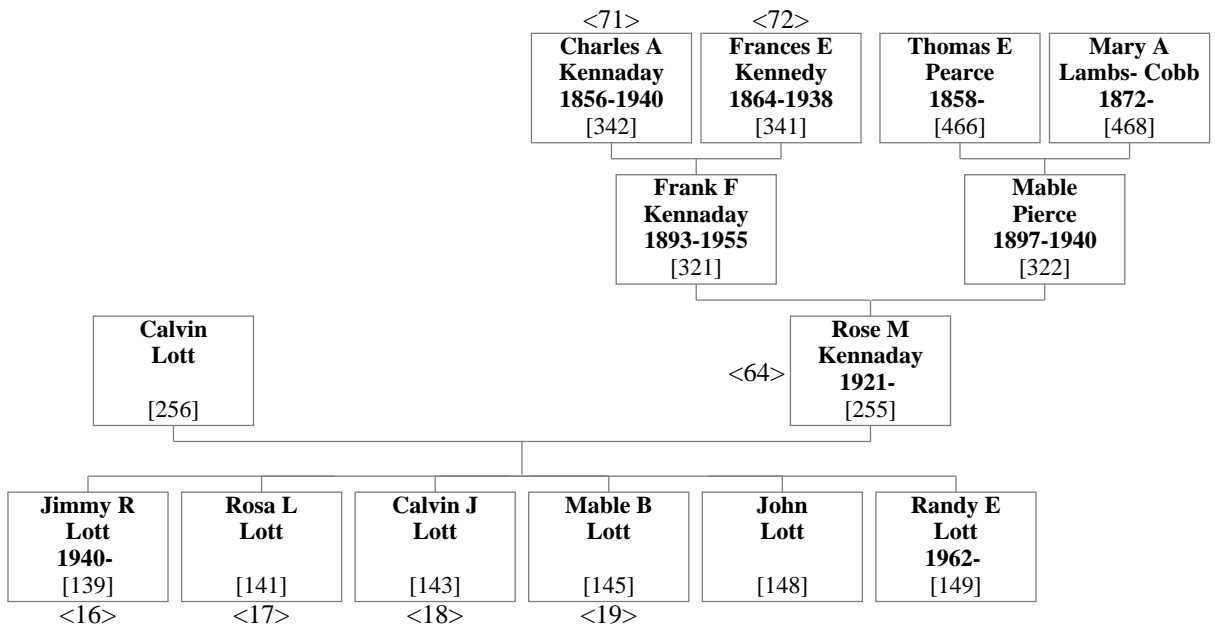 <71>
<72>
Charles A
Kennaday
1856-1940
[342]
Frances E
Kennedy
1864-1938
[341]
Thomas E
Pearce
1858-
[466]
Mary A
Lambs- Cobb
1872-
[468]
Frank F
Kennaday
1893-1955
[321]
Mable
Pierce
1897-1940
[322]
Calvin
Lott
[256]
<64>
Rose M
Kennaday
1921-
[255]
Jimmy R
Lott
1940-
[139]
<16>
Rosa L
Lott
[141]
<17>
Calvin J
Lott
[143]
<18>
Mable B
Lott
[145]
<19>
John
Lott
[148]
Randy E
Lott
1962-
[149]